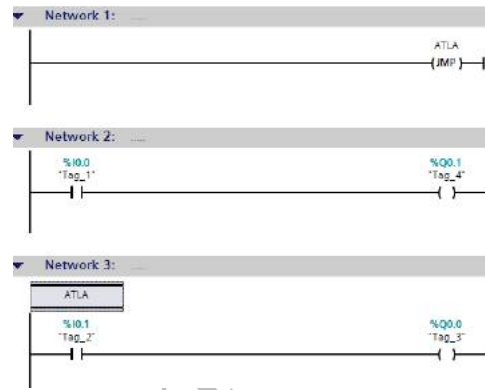 Network 1: .....
ATLA
(JMP)
Network 2: .....
%I0.0 %Q0.1
"Tag_1" "Tag_4"
Network 3: .....
ATLA
%I0.1 %Q0.0
"Tag_2" "Tag_3"